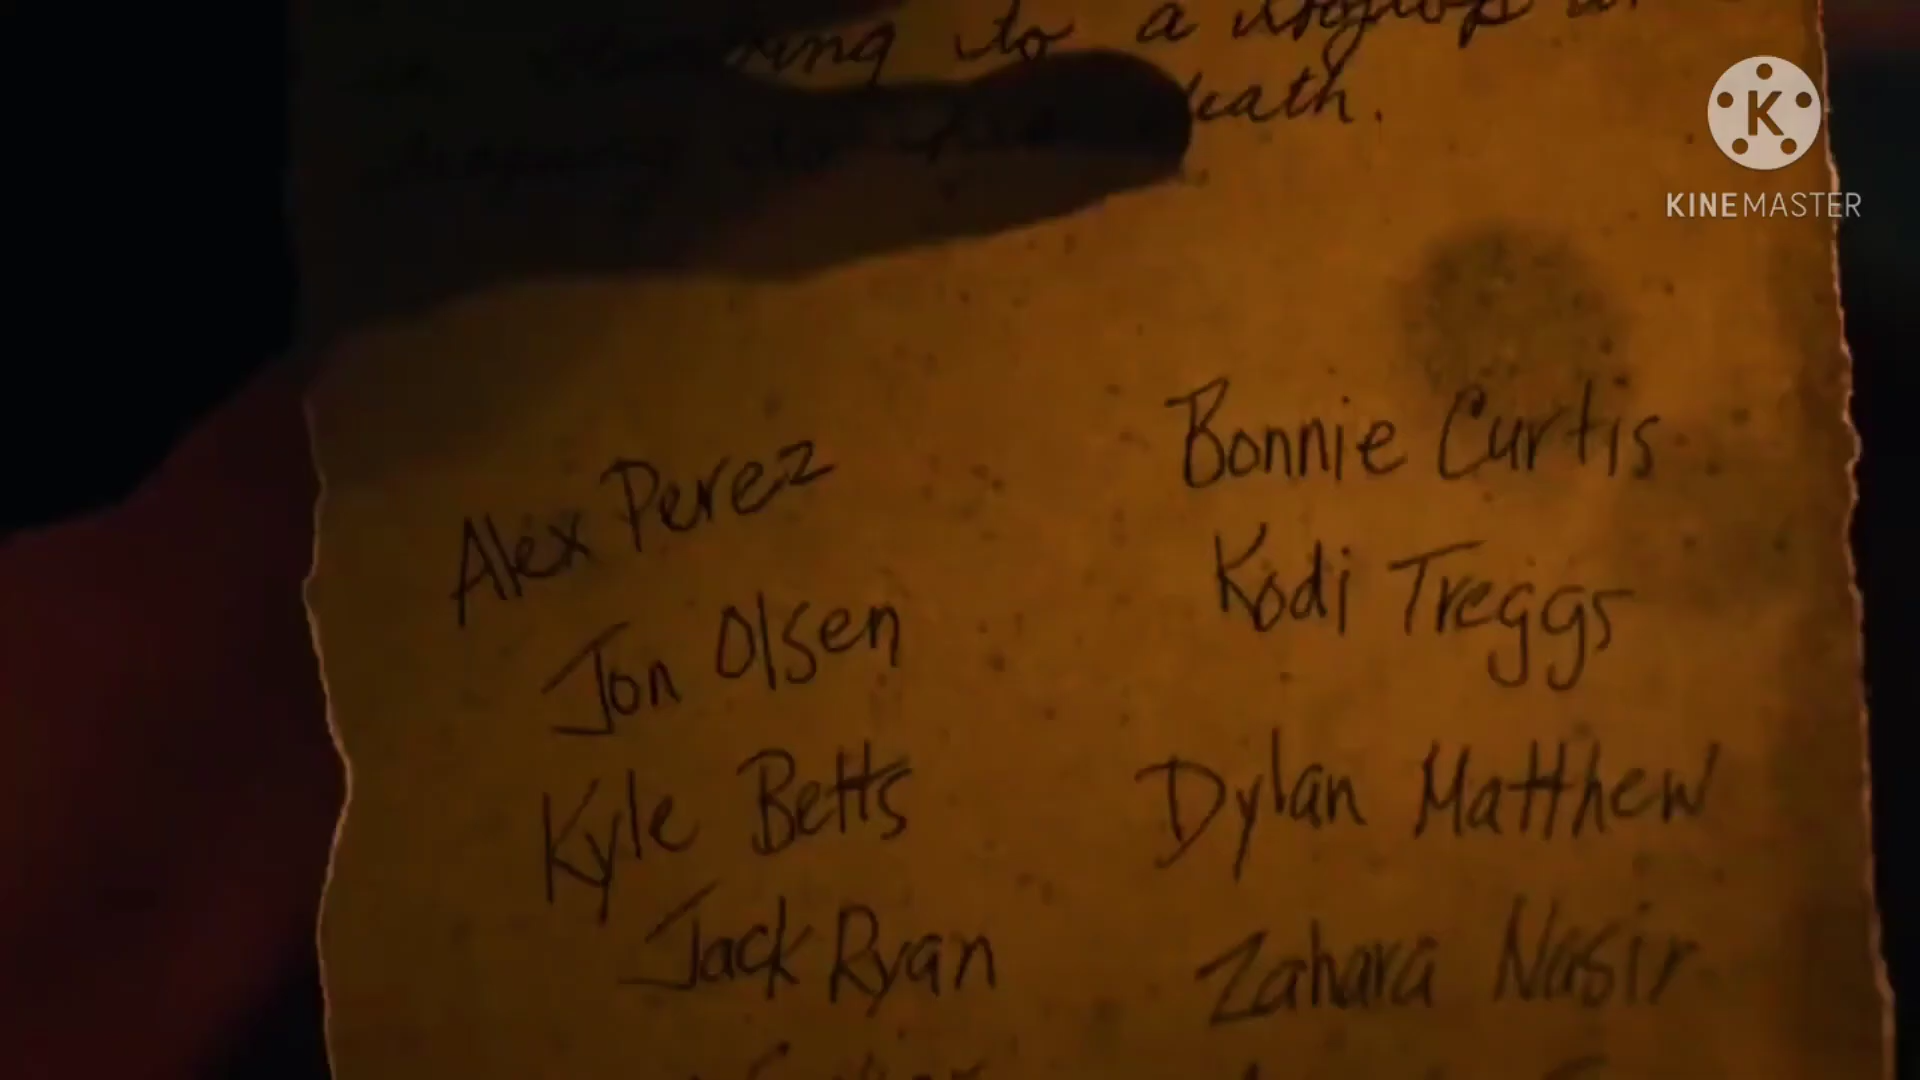 to a
death.
KINEMASTER
Alex Perez
Bonnie Curtis
Jon Olsen
Kodi Treggs
Kyle Betts
Dylan Matthew
Jack Ryan
Zahara Nasir